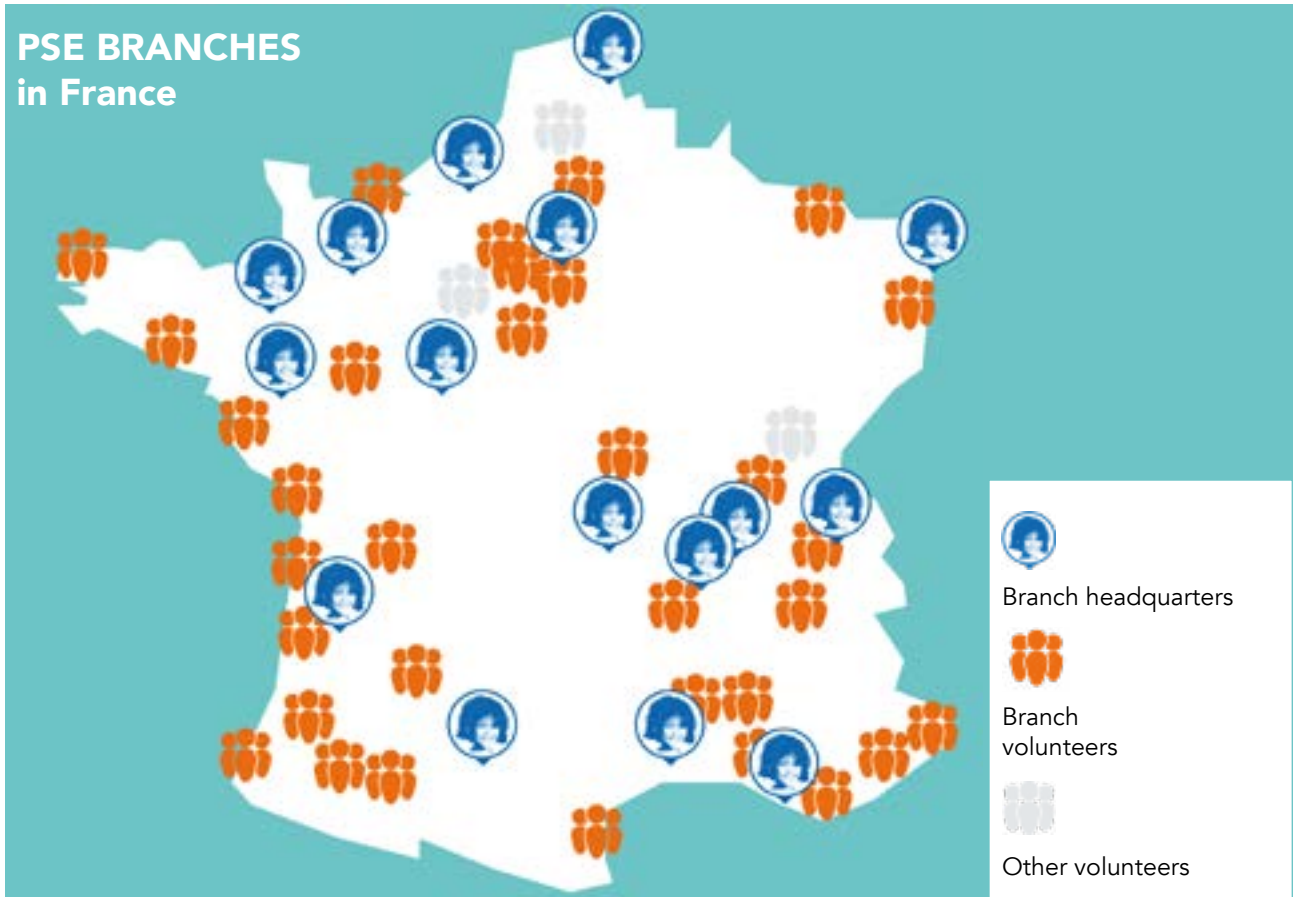 PSE BRANCHES
in France
Branch headquarters
Branch
volunteers
Other volunteers